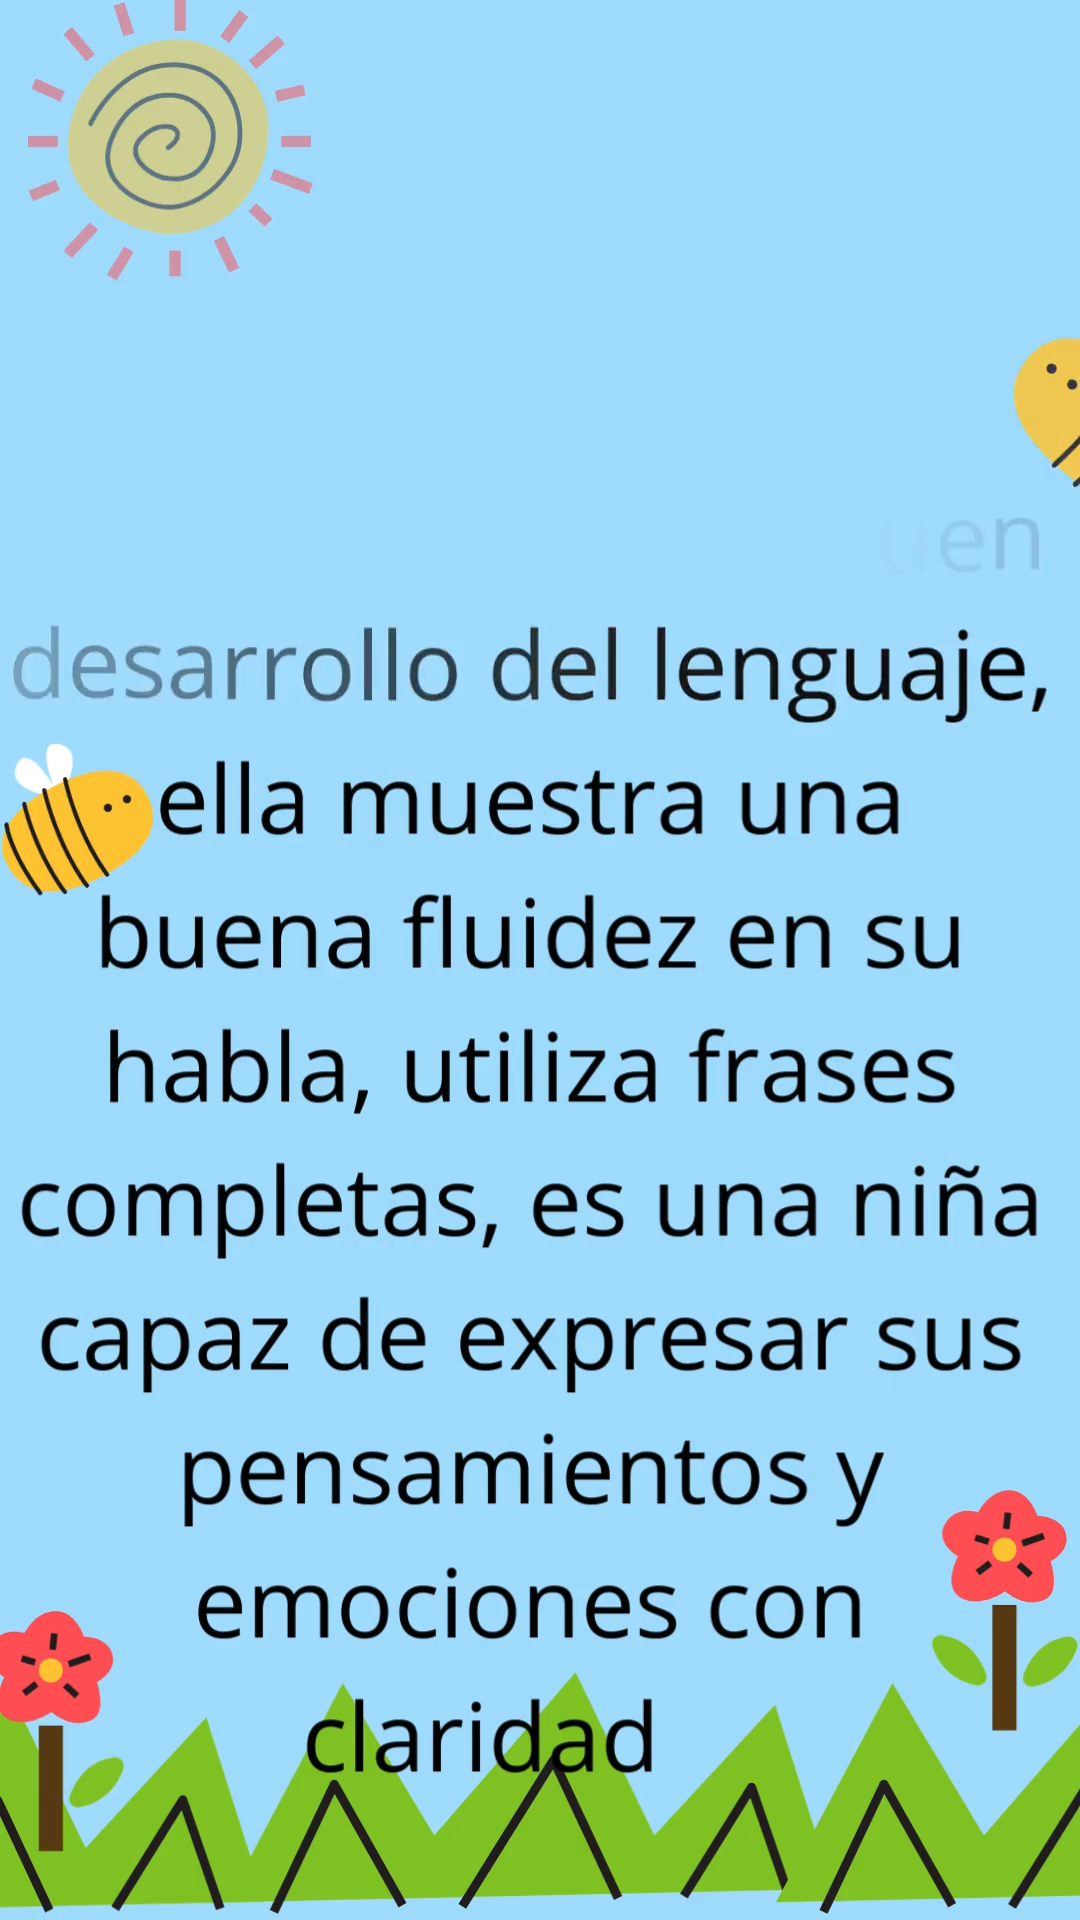 uen
desarrollo del lenguaje,
ella muestra una
buena fluidez en su
habla, utiliza frases
completas, es una niña
capaz de expresar sus
pensamientos y
emociones con
claridad